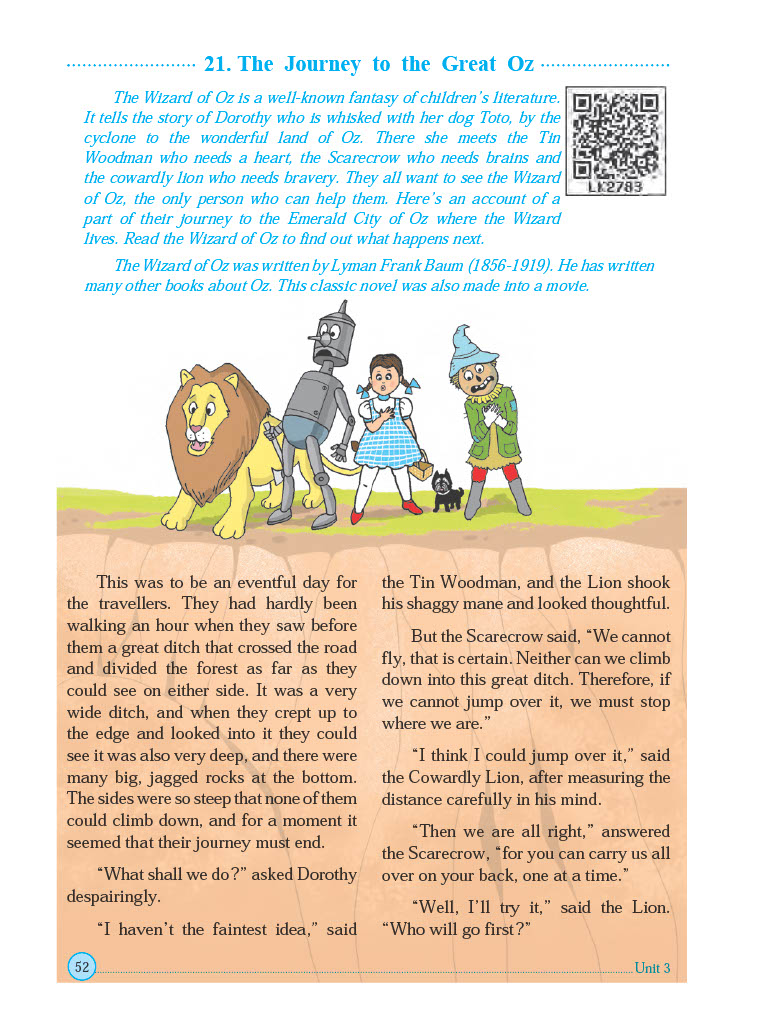 21. The Journey to the Great Oz
The Wizard of Oz is a well-known fantasy of children's literature.
It tells the story of Dorothy who is whisked with her dog Toto, by the
cyclone to the wonderful land of Oz. There she meets the Tin
Woodman who needs a heart, the Scarecrow who needs brains and
the cowardly lion who needs bravery. They all want to see the Wizard
of Oz, the only person who can help them. Here's an account of a
part of their journey to the Emerald City of Oz where the Wizard
lives. Read the Wizard of Oz to find out what happens next.
LK2783
The Wizard of Oz was written by Lyman Frank Baum (1856-1919). He has written
many other books about Oz. This classic novel was also made into a movie.
This was to be an eventful day for
the travellers. They had hardly been
walking an hour when they saw before
them a great ditch that crossed the road
and divided the forest as far as they
could see on either side. It was a very
wide ditch, and when they crept up to
the edge and looked into it they could
see it was also very deep, and there were
many big, jagged rocks at the bottom.
The sides were so steep that none of them
could climb down, and for a moment it
seemed that their journey must end.
"What shall we do?" asked Dorothy
despairingly.
"I haven't the faintest idea," said
the Tin Woodman, and the Lion shook
his shaggy mane and looked thoughtful.
But the Scarecrow said, "We cannot
fly, that is certain. Neither can we climb
down into this great ditch. Therefore, if
we cannot jump over it, we must stop
where we are."
"I think I could jump over it," said
the Cowardly Lion, after measuring the
distance carefully in his mind.
"Then we are all right," answered
the Scarecrow, "for you can carry us all
over on your back, one at a time."
"Well, I'll try it," said the Lion.
"Who will go first?"
52
Unit 3